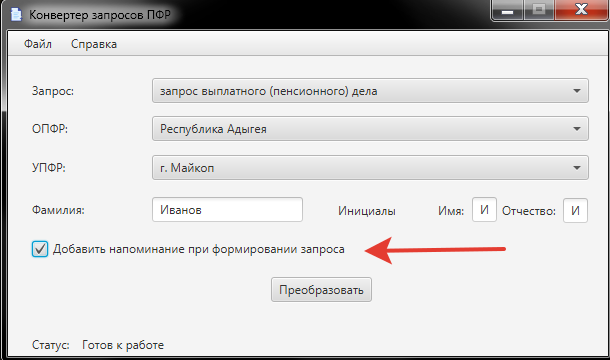 Конвертер запросов ПФР
Файл Справка
Запрос: запрос выплатного (пенсионного) дела
ОПФР: Республика Адыгея
УПФР: г. Майкоп
Фамилия: Иванов Инициалы Имя: И Отчество: И
Добавить напоминание при формировании запроса
Преобразовать
Статус: Готов к работе